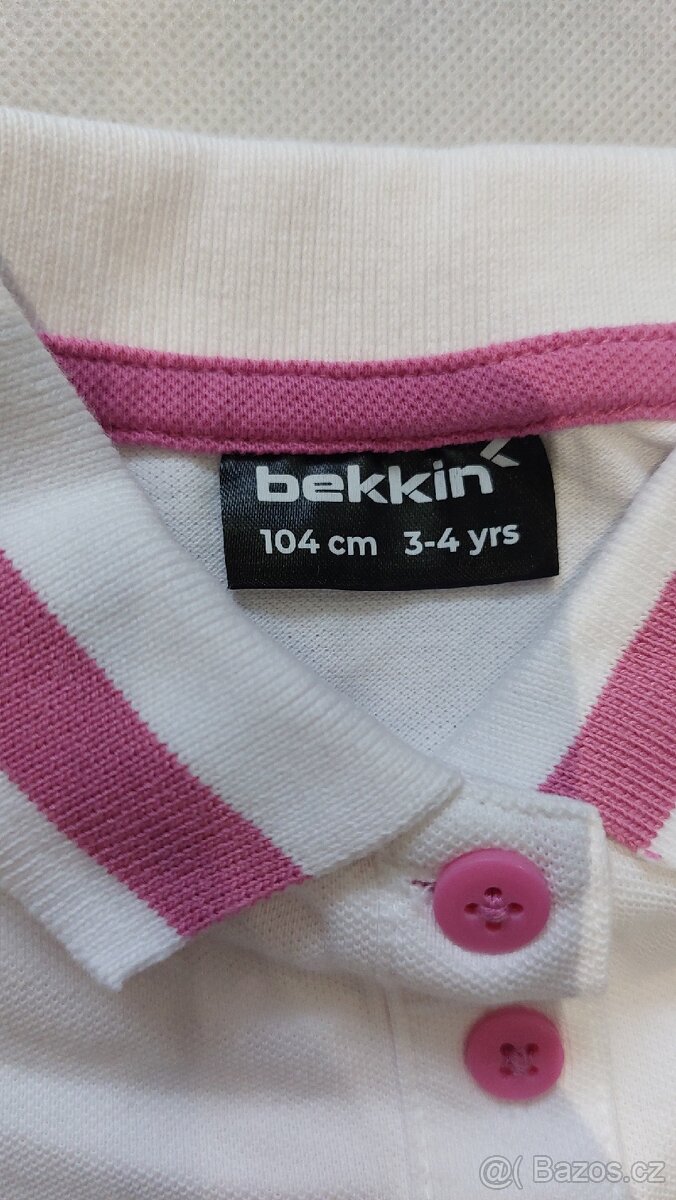 bekkin
104 cm 3-4 yrs
@( Bazos.cz